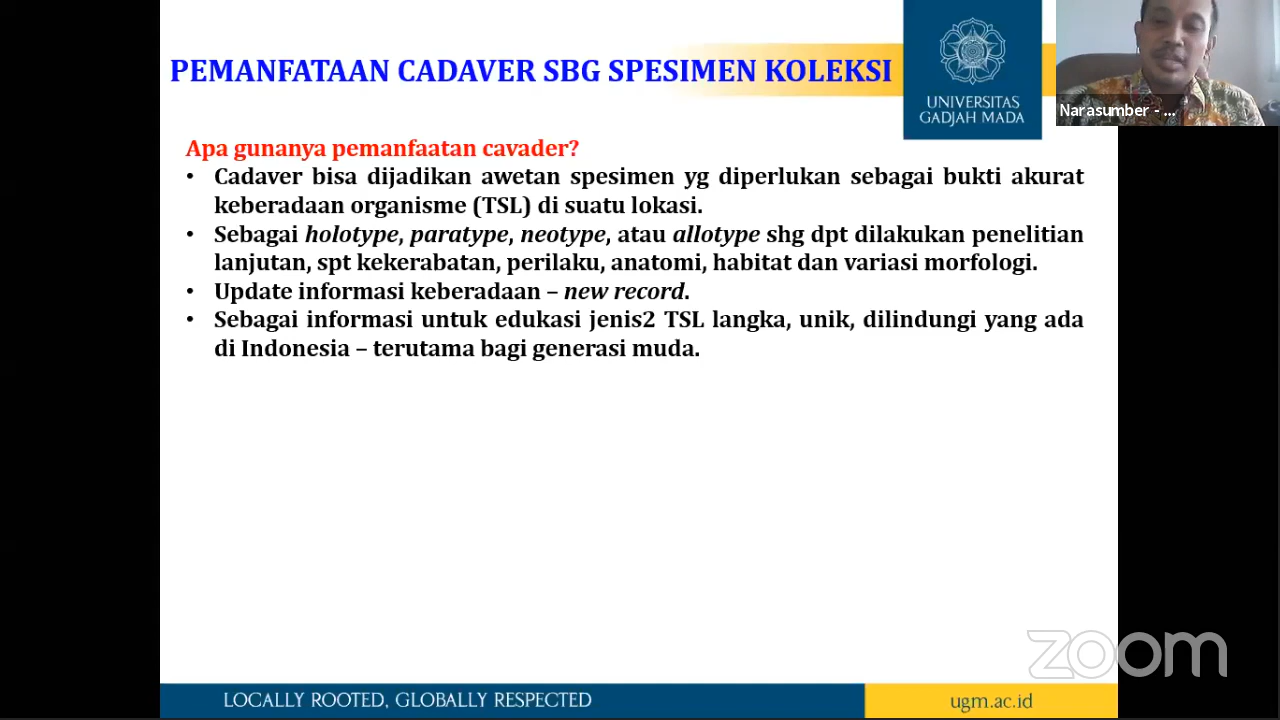 PEMANFATAAN CADAVER SBG SPESIMEN KOLEKSI
UNIVERSITAS
GADJAH MADA
Narasumber - ...
Apa gunanya pemanfaatan cavader?
• Cadaver bisa dijadikan awetan spesimen yg diperlukan sebagai bukti akurat
keberadaan organisme (TSL) di suatu lokasi.
• Sebagai holotype, paratype, neotype, atau allotype shg dpt dilakukan penelitian
lanjutan, spt kekerabatan, perilaku, anatomi, habitat dan variasi morfologi.
• Update informasi keberadaan – new record.
• Sebagai informasi untuk edukasi jenis2 TSL langka, unik, dilindungi yang ada
di Indonesia – terutama bagi generasi muda.
zoom
LOCALLY ROOTED, GLOBALLY RESPECTED
ugm.ac.id